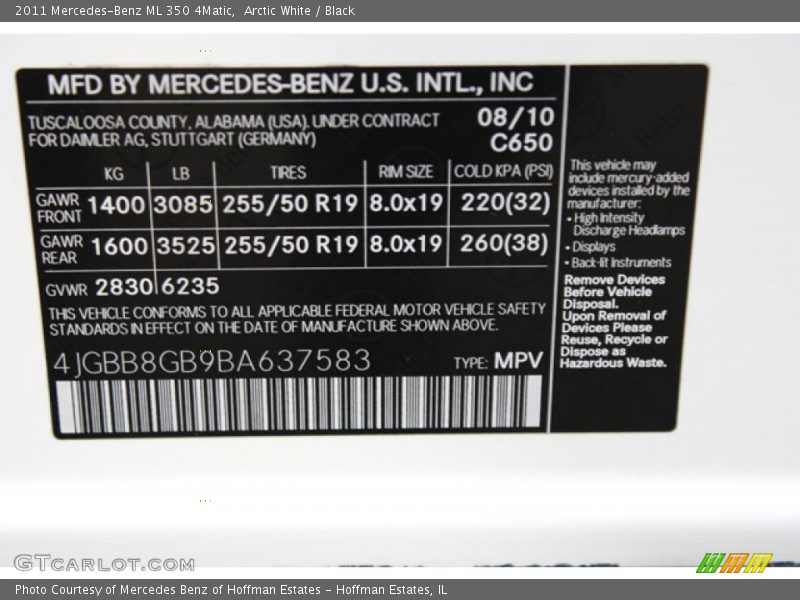 2011 Mercedes-Benz ML 350 4Matic, Arctic White / Black
MFD BY MERCEDES-BENZ U.S. INTL., INC
TUSCALOOSA COUNTY, ALABAMA (USA). UNDER CONTRACT
FOR DAIMLER AG, STUTTGART (GERMANY)
08/10
C650
KG LB TIRES RIM SIZE COLD KPA (PSI)
GAWR FRONT 1400 3085 255/50 R19 8.0x19 220(32)
GAWR REAR 1600 3525 255/50 R19 8.0x19 260(38)
GVWR 2830 6235
THIS VEHICLE CONFORMS TO ALL APPLICABLE FEDERAL MOTOR VEHICLE SAFETY
STANDARDS IN EFFECT ON THE DATE OF MANUFACTURE SHOWN ABOVE.
4JGBB8GB9BA637583 TYPE: MPV
This vehicle may
include mercury-added
devices installed by the
manufacturer:
• High Intensity
Discharge Headlamps
• Displays
• Back-lit Instruments
Remove Devices
Before Vehicle
Disposal.
Upon Removal of
Devices Please
Reuse, Recycle or
Dispose as
Hazardous Waste.
GTCARLOT.COM
Photo Courtesy of Mercedes Benz of Hoffman Estates - Hoffman Estates, IL